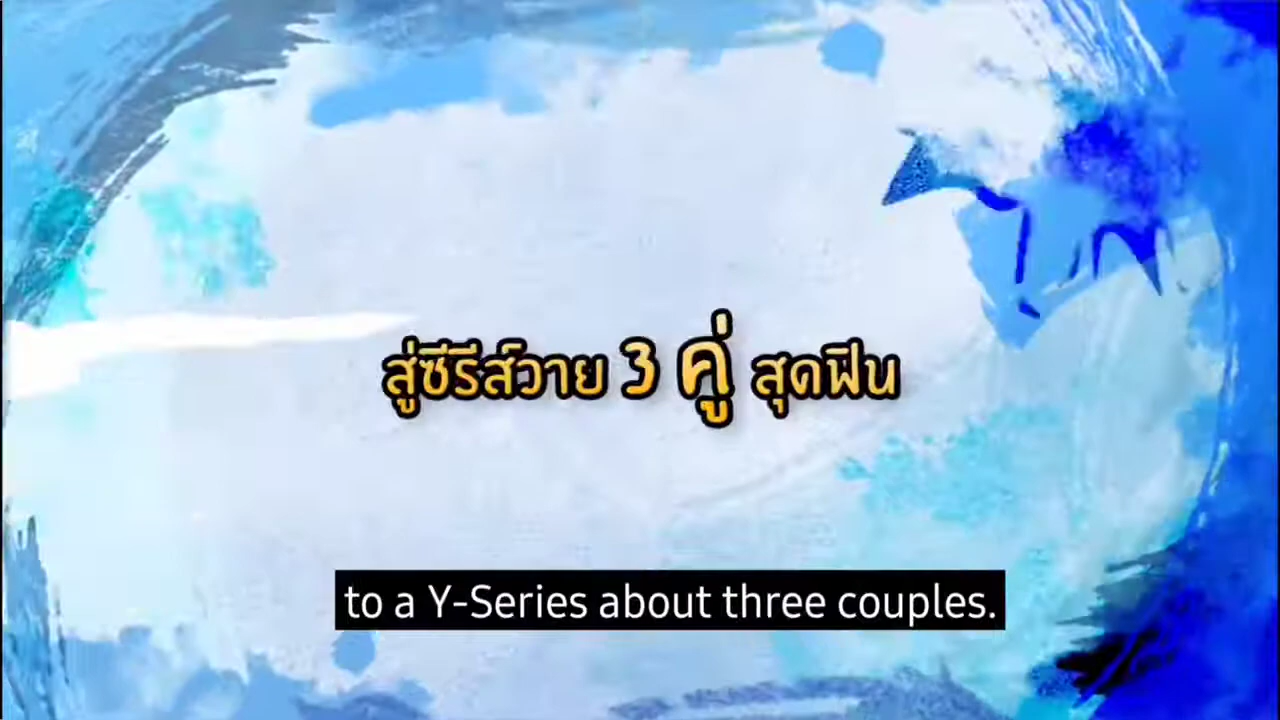 สู่ซีรีส์วาย 3 คู่ สุดฟิน
to a Y-Series about three couples.